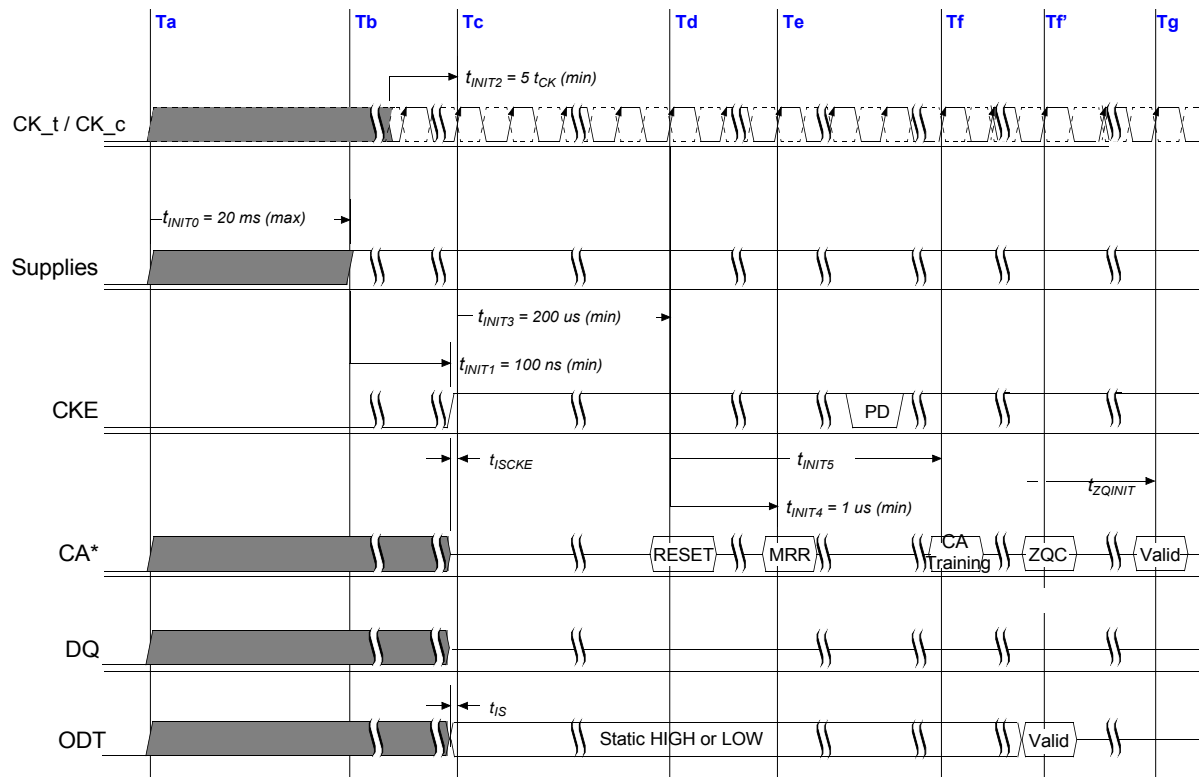 Ta Tb Tc Td Te Tf Tf’ Tg
tINIT2 = 5 tCK (min)
CK_t / CK_c
tINIT0 = 20 ms (max)
Supplies
tINIT3 = 200 us (min)
tINIT1 = 100 ns (min)
CKE
PD
tISCKE
tINIT5
tZQINIT
tINIT4 = 1 us (min)
CA*
RESET
MRR
CA
Training
ZQC
Valid
DQ
tIS
ODT
Static HIGH or LOW
Valid